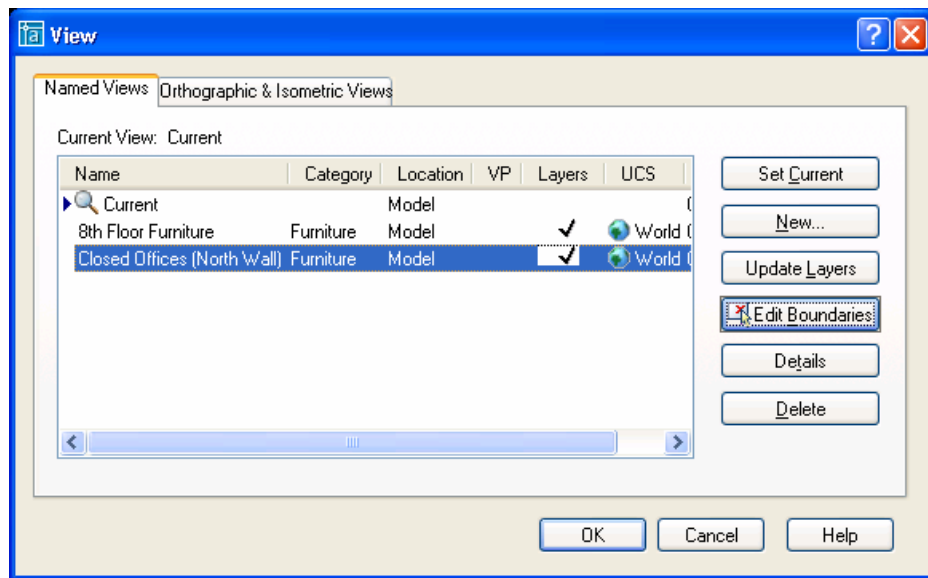 View
Named Views Orthographic & Isometric Views
Current View: Current
Name Category Location VP Layers UCS
Current Model
8th Floor Furniture Furniture Model World
Closed Offices (North Wall) Furniture Model World
Set Current
New...
Update Layers
Edit Boundaries
Details
Delete
OK Cancel Help